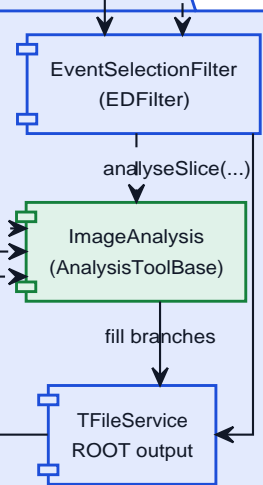 EventSelectionFilter
(EDFilter)
analyseSlice(...)
ImageAnalysis
(AnalysisToolBase)
fill branches
TFileService
ROOT output